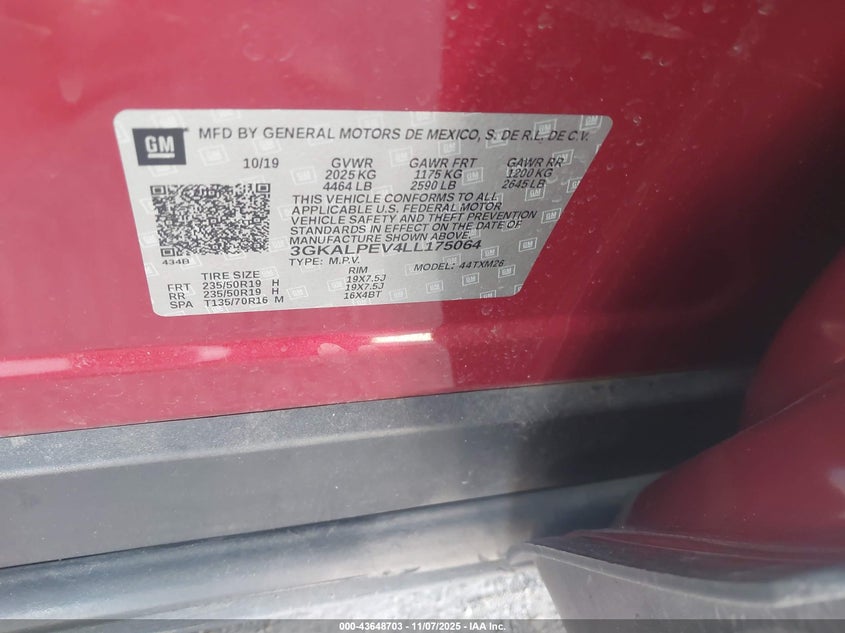 GM MFD BY GENERAL MOTORS DE MEXICO, S. DE R.L. DE C.V.
10/19 GVWR GAWR FRT GAWR RR
2025 KG 1175 KG 1200 KG
4464 LB 2590 LB 2645 LB
THIS VEHICLE CONFORMS TO ALL
APPLICABLE U.S. FEDERAL MOTOR
VEHICLE SAFETY AND THEFT PREVENTION
STANDARDS IN EFFECT ON THE DATE OF
MANUFACTURE SHOWN ABOVE.
3GKALPEV4LL175064
434B TYPE: M.P.V. MODEL: 44TXM26
TIRE SIZE RIM
FRT 235/50R19 H 19X7.5J
RR 235/50R19 H 19X7.5J
SPA T135/70R16 M 16X4BT
000-43648703 — 11/07/2025 — IAA Inc.